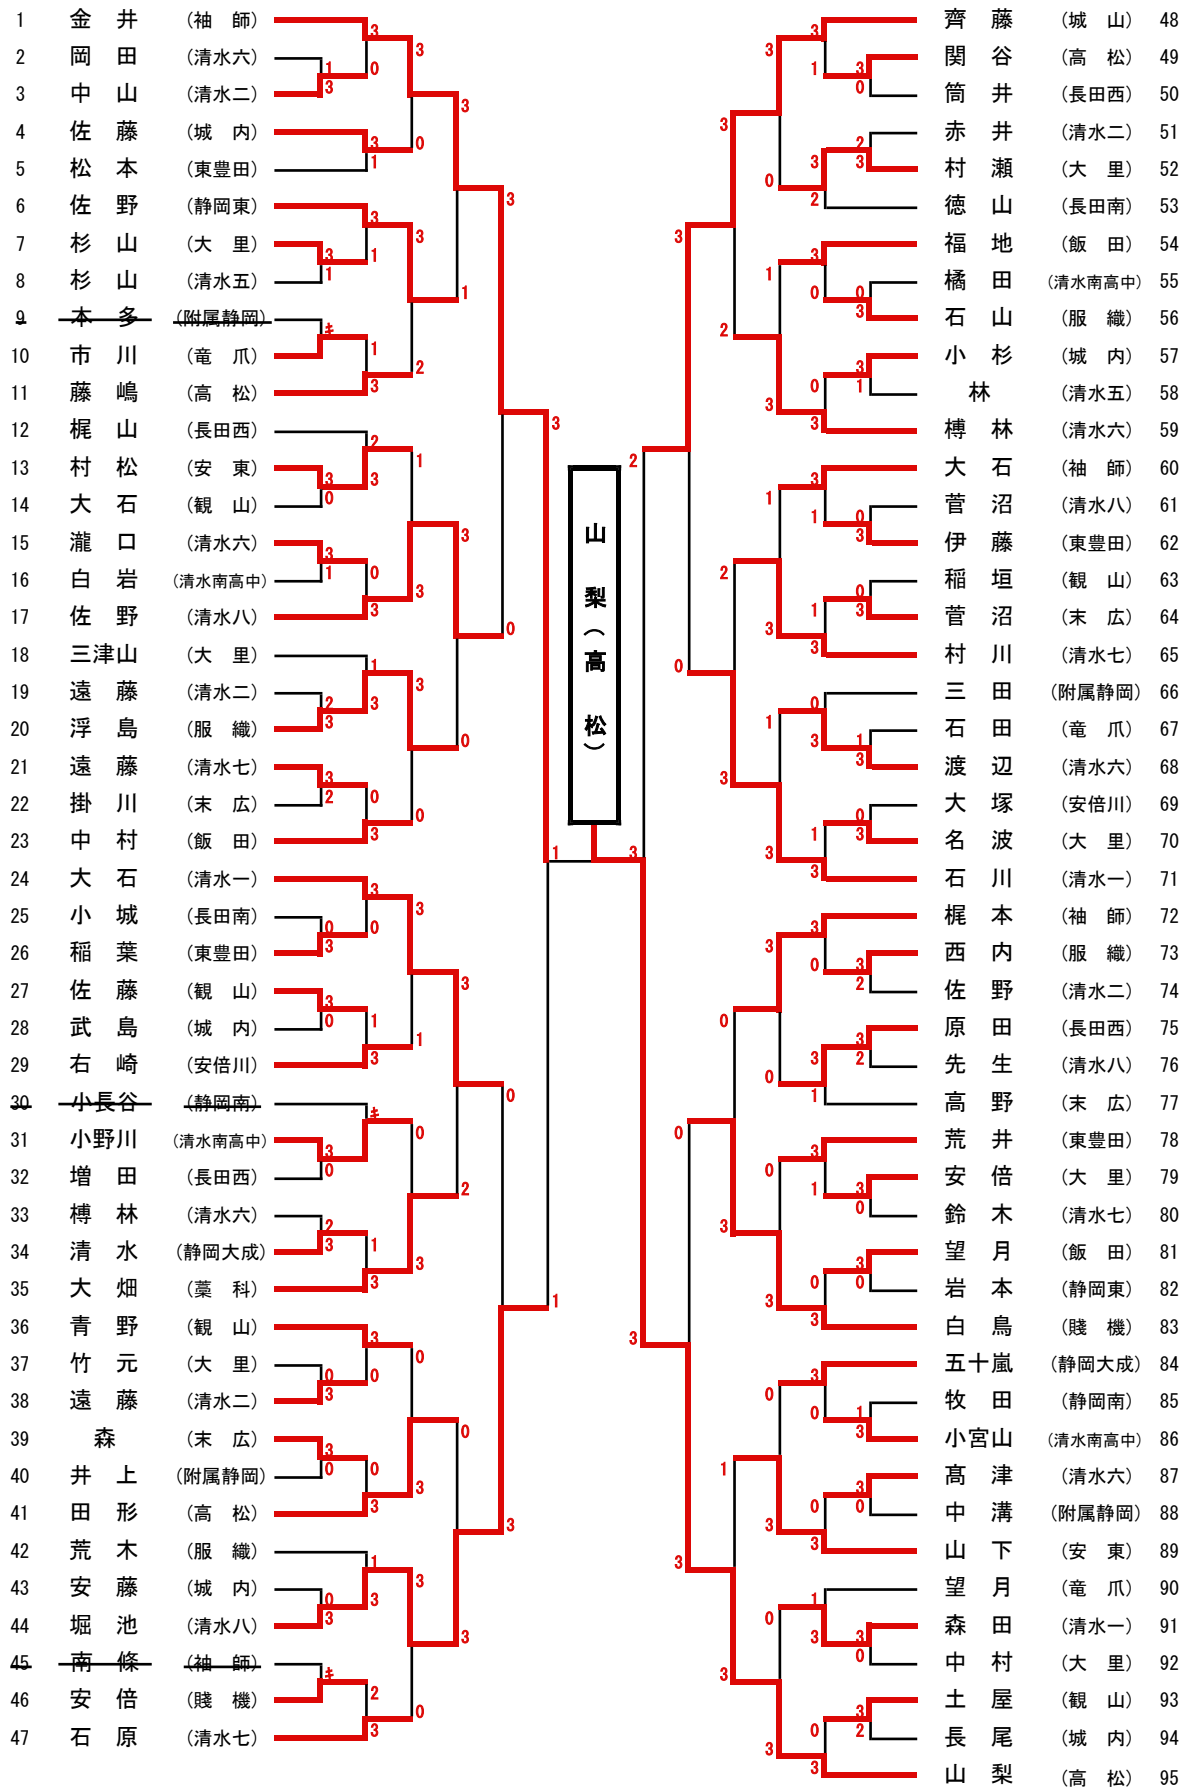 1 金井 (袖師)
2 岡田 (清水六)
3 中山 (清水二)
4 佐藤 (城内)
5 松本 (東豊田)
6 佐野 (静岡東)
7 杉山 (大里)
8 杉山 (清水五)
9 本多 (附属静岡)
10 市川 (竜爪)
11 藤嶋 (高松)
12 梶山 (長田西)
13 村松 (安東)
14 大石 (観山)
15 瀧口 (清水六)
16 白岩 (清水南高中)
17 佐野 (清水八)
18 三津山 (大里)
19 遠藤 (清水二)
20 浮島 (服織)
21 遠藤 (清水七)
22 掛川 (末広)
23 中村 (飯田)
24 大石 (清水一)
25 小城 (長田南)
26 稲葉 (東豊田)
27 佐藤 (観山)
28 武島 (城内)
29 右崎 (安倍川)
30 小長谷 (静岡南)
31 小野川 (清水南高中)
32 増田 (長田西)
33 榑林 (清水六)
34 清水 (静岡大成)
35 大畑 (藁科)
36 青野 (観山)
37 竹元 (大里)
38 遠藤 (清水二)
39 森 (末広)
40 井上 (附属静岡)
41 田形 (高松)
42 荒木 (服織)
43 安藤 (城内)
44 堀池 (清水八)
45 南條 (袖師)
46 安倍 (賤機)
47 石原 (清水七)
山梨(高松)
齊藤 (城山) 48
関谷 (高松) 49
筒井 (長田西) 50
赤井 (清水二) 51
村瀬 (大里) 52
徳山 (長田南) 53
福地 (飯田) 54
橘田 (清水南高中) 55
石山 (服織) 56
小杉 (城内) 57
林 (清水五) 58
榑林 (清水六) 59
大石 (袖師) 60
菅沼 (清水八) 61
伊藤 (東豊田) 62
稲垣 (観山) 63
菅沼 (末広) 64
村川 (清水七) 65
三田 (附属静岡) 66
石田 (竜爪) 67
渡辺 (清水六) 68
大塚 (安倍川) 69
名波 (大里) 70
石川 (清水一) 71
梶本 (袖師) 72
西内 (服織) 73
佐野 (清水二) 74
原田 (長田西) 75
先生 (清水八) 76
高野 (末広) 77
荒井 (東豊田) 78
安倍 (大里) 79
鈴木 (清水七) 80
望月 (飯田) 81
岩本 (静岡東) 82
白鳥 (賤機) 83
五十嵐 (静岡大成) 84
牧田 (静岡南) 85
小宮山 (清水南高中) 86
髙津 (清水六) 87
中溝 (附属静岡) 88
山下 (安東) 89
望月 (竜爪) 90
森田 (清水一) 91
中村 (大里) 92
土屋 (観山) 93
長尾 (城内) 94
山梨 (高松) 95